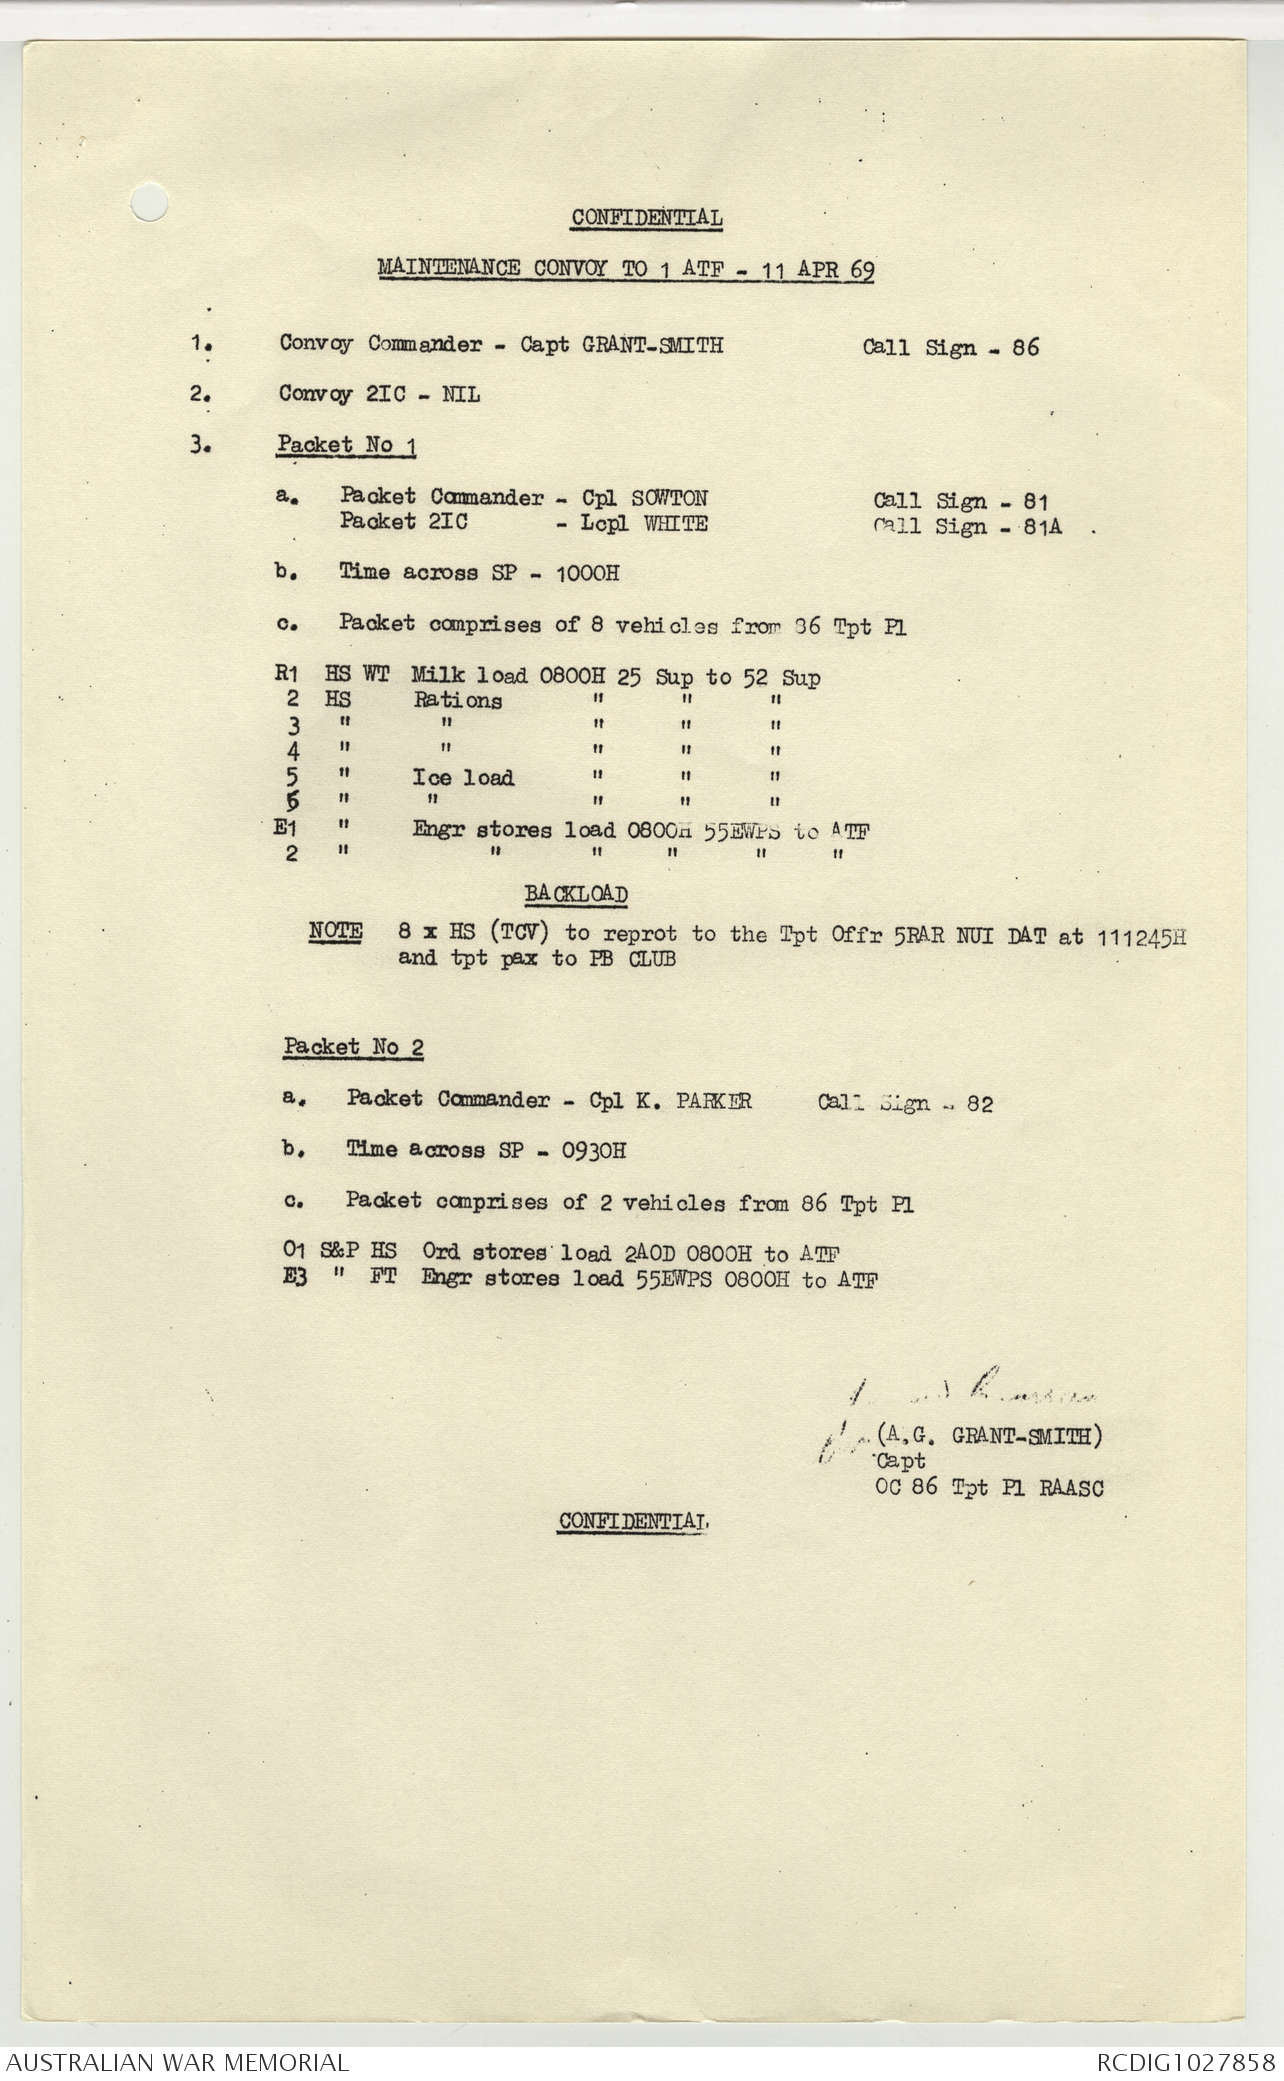 CONFIDENTIAL
MAINTENANCE CONVOY TO 1 ATF - 11 APR 69
1. Convoy Commander - Capt GRANT-SMITH Call Sign - 86
2. Convoy 2IC - NIL
3. Packet No 1
a. Packet Commander - Cpl SOWTON Call Sign - 81
Packet 2IC - Lcpl WHITE Call Sign - 81A
b. Time across SP - 1000H
c. Packet comprises of 8 vehicles from 86 Tpt Pl
R1 HS WT Milk load 0800H 25 Sup to 52 Sup
2 HS Rations " " "
3 " " " " "
4 " " " " "
5 " Ice load " " "
6 " " " " "
E1 " Engr stores load 0800H 55EWPS to ATF
2 " " " " " "
BACKLOAD
NOTE 8 x HS (TCV) to reprot to the Tpt Offr 5RAR NUI DAT at 111245H
and tpt pax to PB CLUB
Packet No 2
a. Packet Commander - Cpl K. PARKER Call Sign - 82
b. Time across SP - 0930H
c. Packet comprises of 2 vehicles from 86 Tpt Pl
O1 S&P HS Ord stores load 2AOD 0800H to ATF
E3 " FT Engr stores load 55EWPS 0800H to ATF
(A.G. GRANT-SMITH)
Capt
OC 86 Tpt Pl RAASC
CONFIDENTIAL
AUSTRALIAN WAR MEMORIAL RCDIG1027858